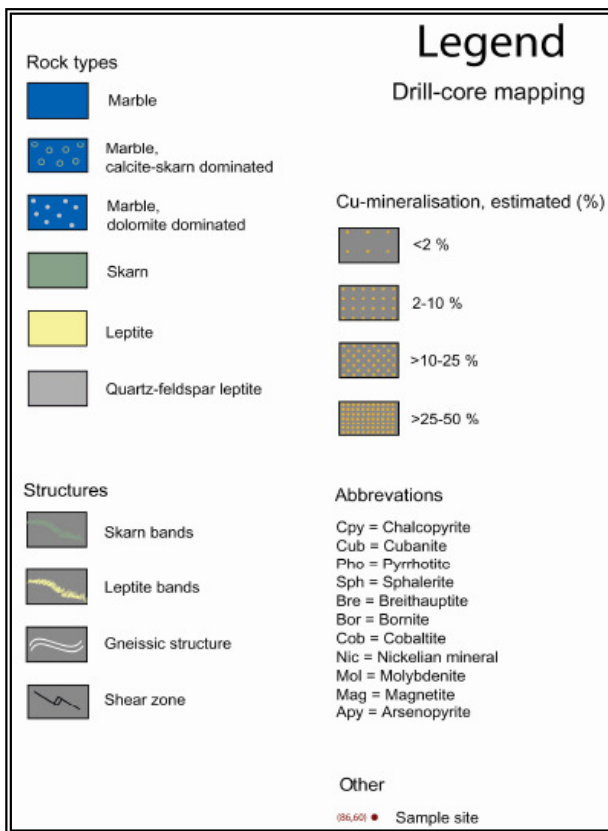 Legend
Drill-core mapping
Rock types
Marble
Marble,
calcite-skarn dominated
Marble,
dolomite dominated
Skarn
Leptite
Quartz-feldspar leptite
Cu-mineralisation, estimated (%)
<2 %
2-10 %
>10-25 %
>25-50 %
Structures
Skarn bands
Leptite bands
Gneissic structure
Shear zone
Abbrevations
Cpy = Chalcopyrite
Cub = Cubanite
Pho = Pyrrhotito
Sph = Sphalerite
Bre = Breithauptite
Bor = Bornite
Cob = Cobaltite
Nic = Nickelian mineral
Mol = Molybdenite
Mag = Magnetite
Apy = Arsenopyrite
Other
(86,60) Sample site